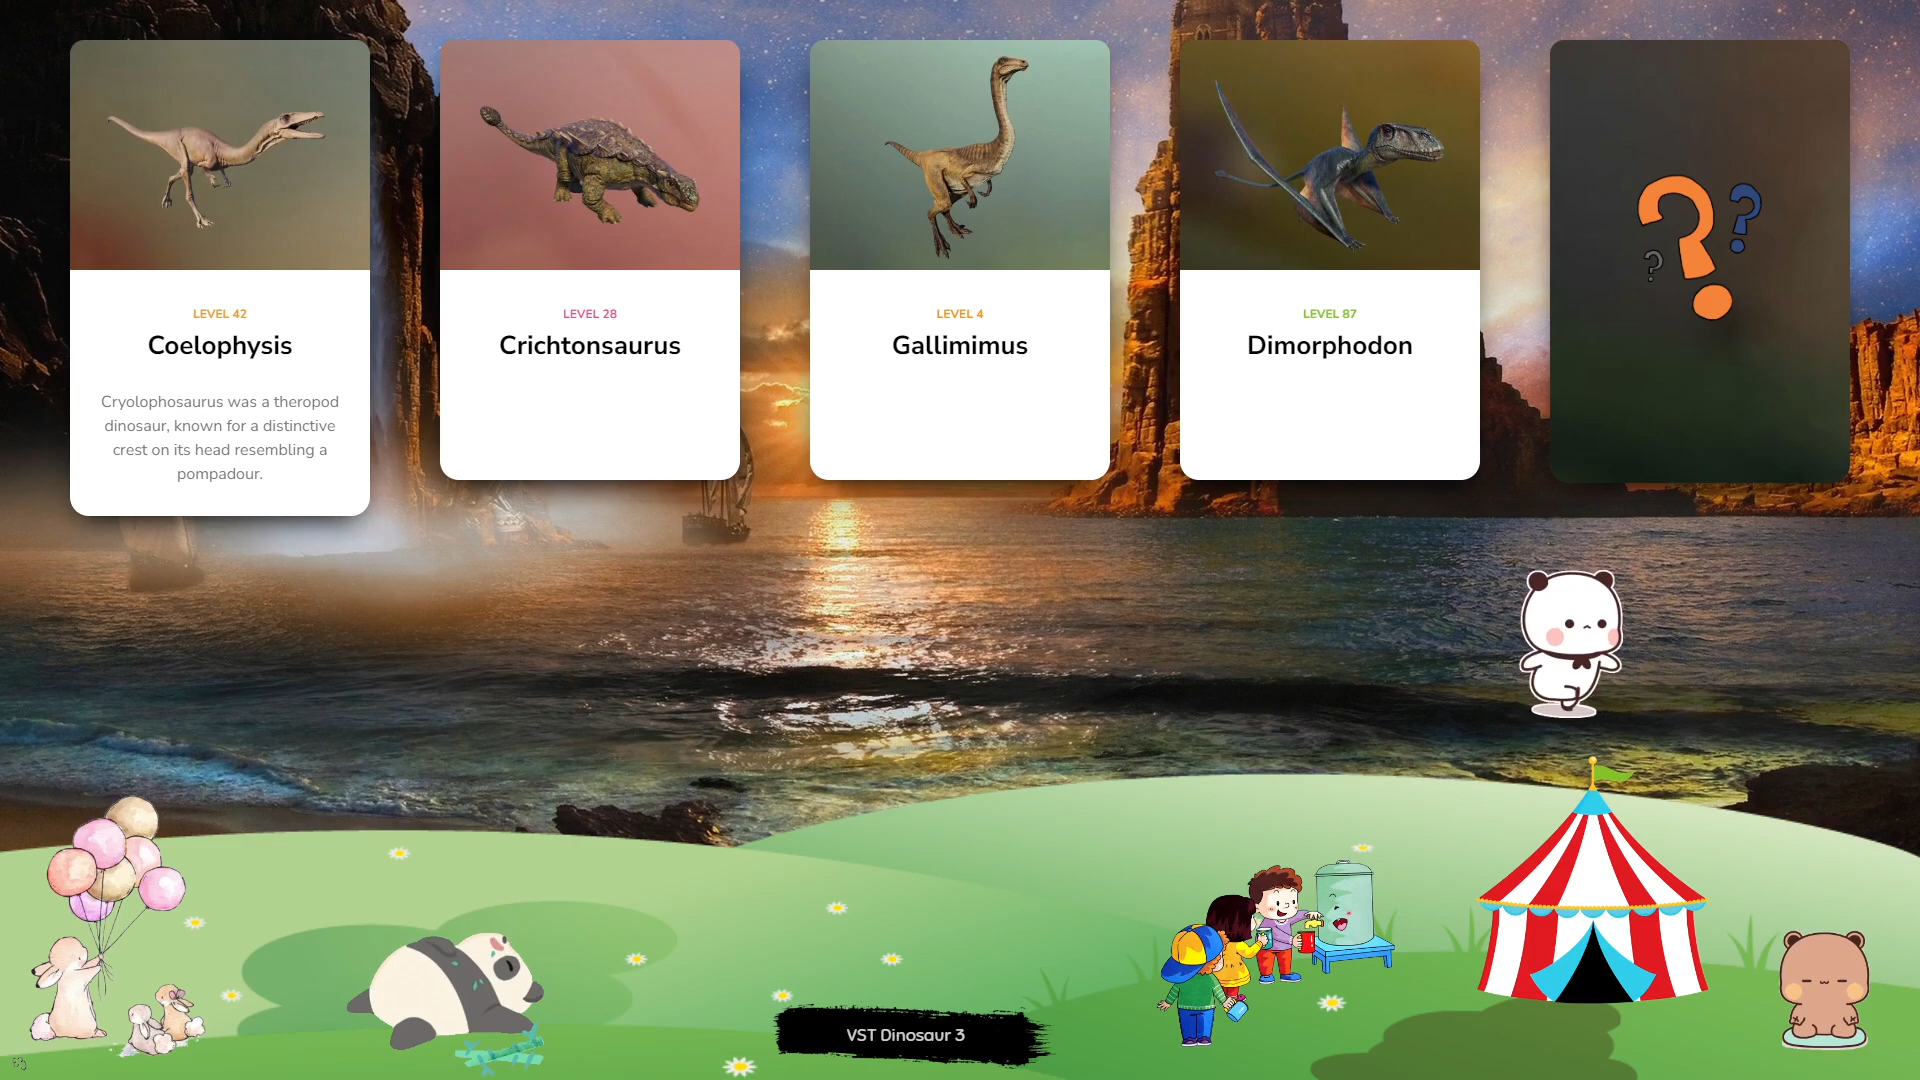 LEVEL 42
Coelophysis
Cryolophosaurus was a theropod
dinosaur, known for a distinctive
crest on its head resembling a
pompadour.
LEVEL 28
Crichtonsaurus
LEVEL 4
Gallimimus
LEVEL 87
Dimorphodon
???
VST Dinosaur 3